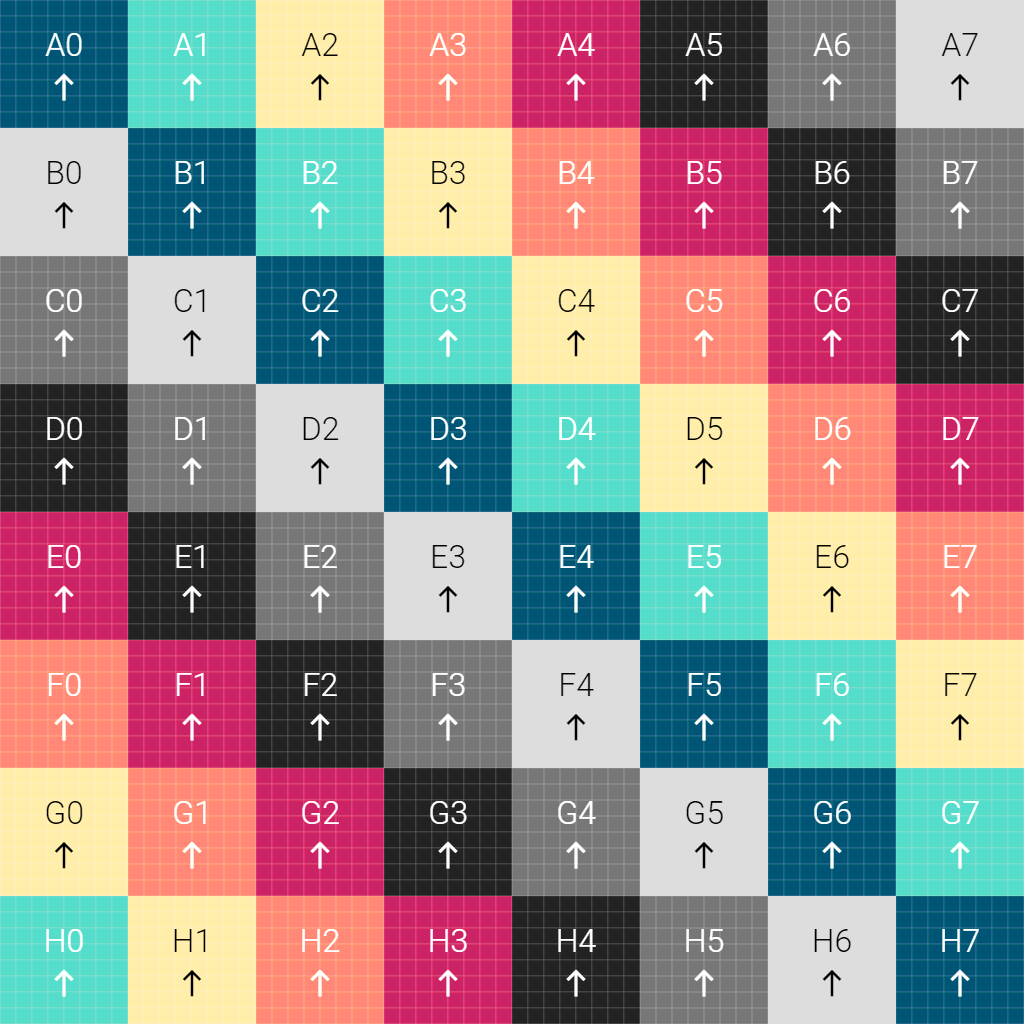 A0 A1 A2 A3 A4 A5 A6 A7
↑ ↑ ↑ ↑ ↑ ↑ ↑ ↑
B0 B1 B2 B3 B4 B5 B6 B7
↑ ↑ ↑ ↑ ↑ ↑ ↑ ↑
C0 C1 C2 C3 C4 C5 C6 C7
↑ ↑ ↑ ↑ ↑ ↑ ↑ ↑
D0 D1 D2 D3 D4 D5 D6 D7
↑ ↑ ↑ ↑ ↑ ↑ ↑ ↑
E0 E1 E2 E3 E4 E5 E6 E7
↑ ↑ ↑ ↑ ↑ ↑ ↑ ↑
F0 F1 F2 F3 F4 F5 F6 F7
↑ ↑ ↑ ↑ ↑ ↑ ↑ ↑
G0 G1 G2 G3 G4 G5 G6 G7
↑ ↑ ↑ ↑ ↑ ↑ ↑ ↑
H0 H1 H2 H3 H4 H5 H6 H7
↑ ↑ ↑ ↑ ↑ ↑ ↑ ↑